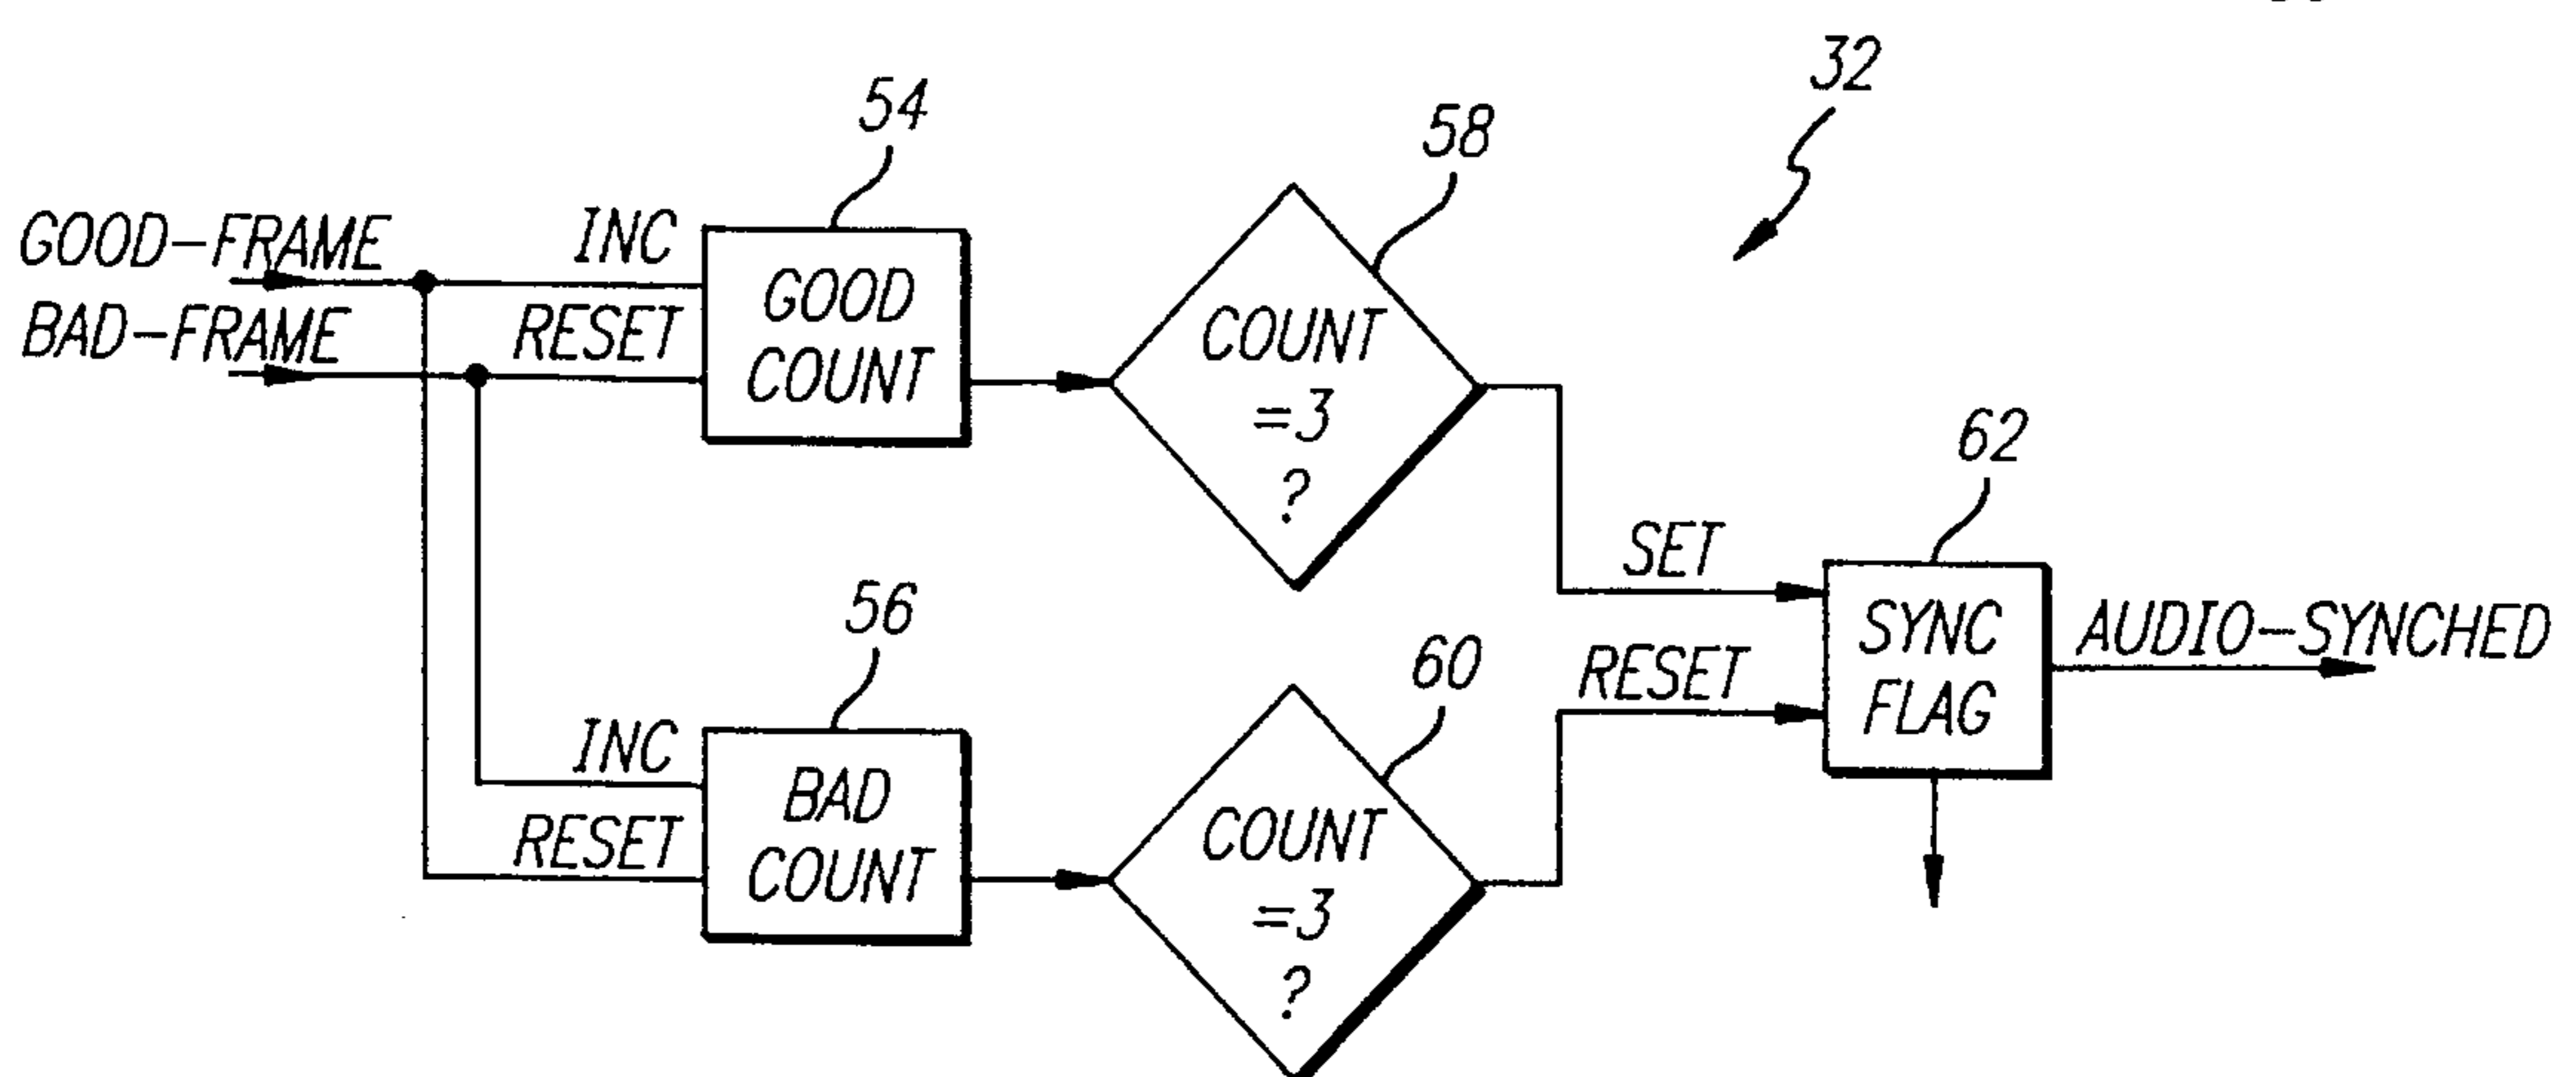 32
54
58
GOOD-FRAME
INC
BAD-FRAME
RESET
GOOD
COUNT
COUNT
=3
?
62
SET
SYNC
FLAG
AUDIO-SYNCHED
RESET
56
60
INC
RESET
BAD
COUNT
COUNT
=3
?